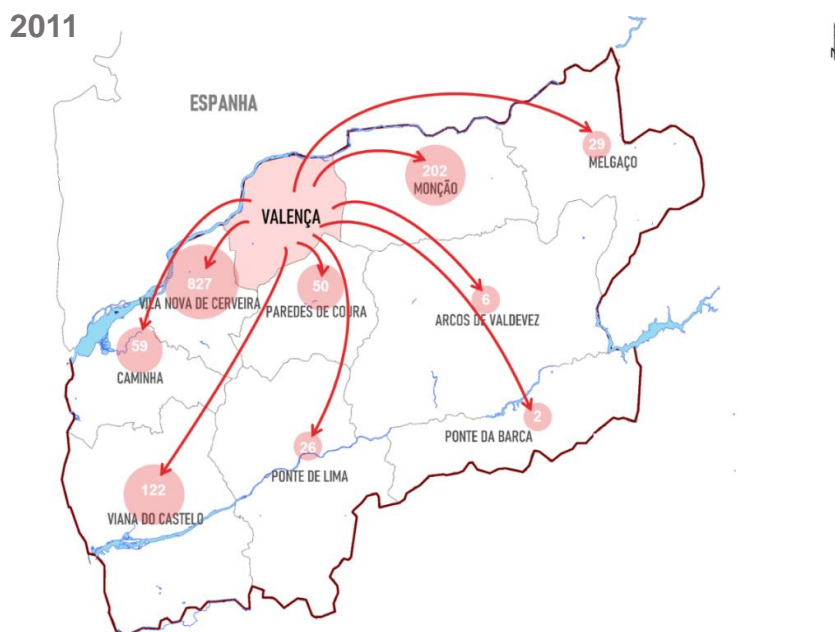 2011
ESPANHA
29
MELGAÇO
202
MONÇÃO
VALENÇA
827
VILA NOVA DE CERVEIRA
50
PAREDES DE COURA
6
ARCOS DE VALDEVEZ
59
CAMINHA
2
PONTE DA BARCA
26
PONTE DE LIMA
122
VIANA DO CASTELO